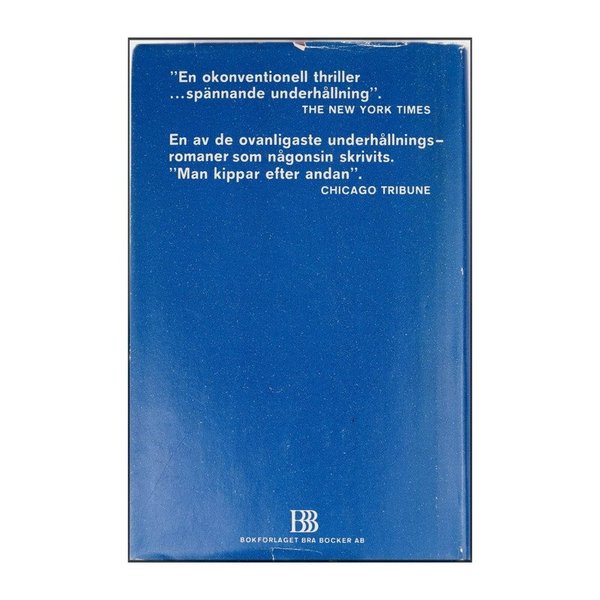 ”En okonventionell thriller
...spännande underhållning”.
THE NEW YORK TIMES
En av de ovanligaste underhållnings–
romaner som någonsin skrivits.
”Man kippar efter andan”.
CHICAGO TRIBUNE
BBB
BOKFÖRLAGET BRA BÖCKER AB